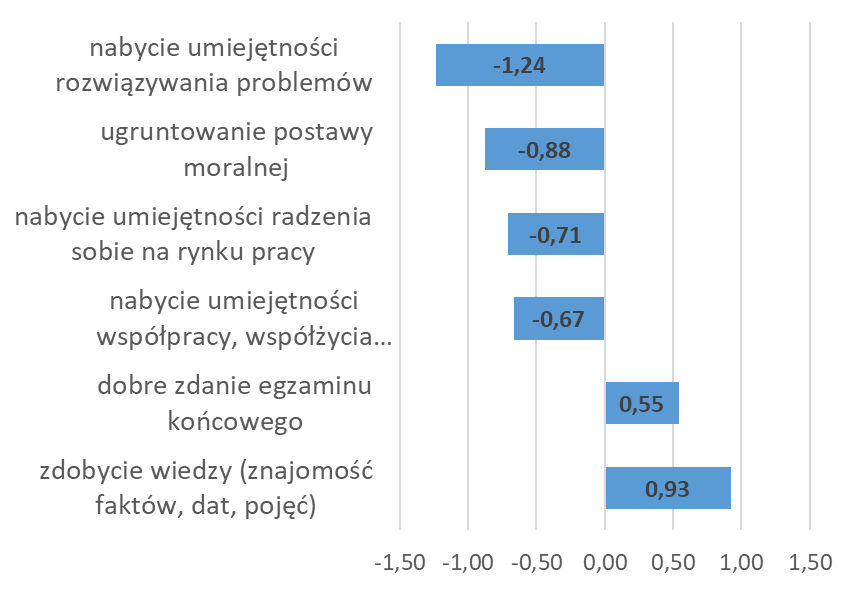 nabycie umiejętności
rozwiązywania problemów
-1,24
ugruntowanie postawy
moralnej
-0,88
nabycie umiejętności radzenia
sobie na rynku pracy
-0,71
nabycie umiejętności
współpracy, współżycia…
-0,67
dobre zdanie egzaminu
końcowego
0,55
zdobycie wiedzy (znajomość
faktów, dat, pojęć)
0,93
-1,50 -1,00 -0,50 0,00 0,50 1,00 1,50